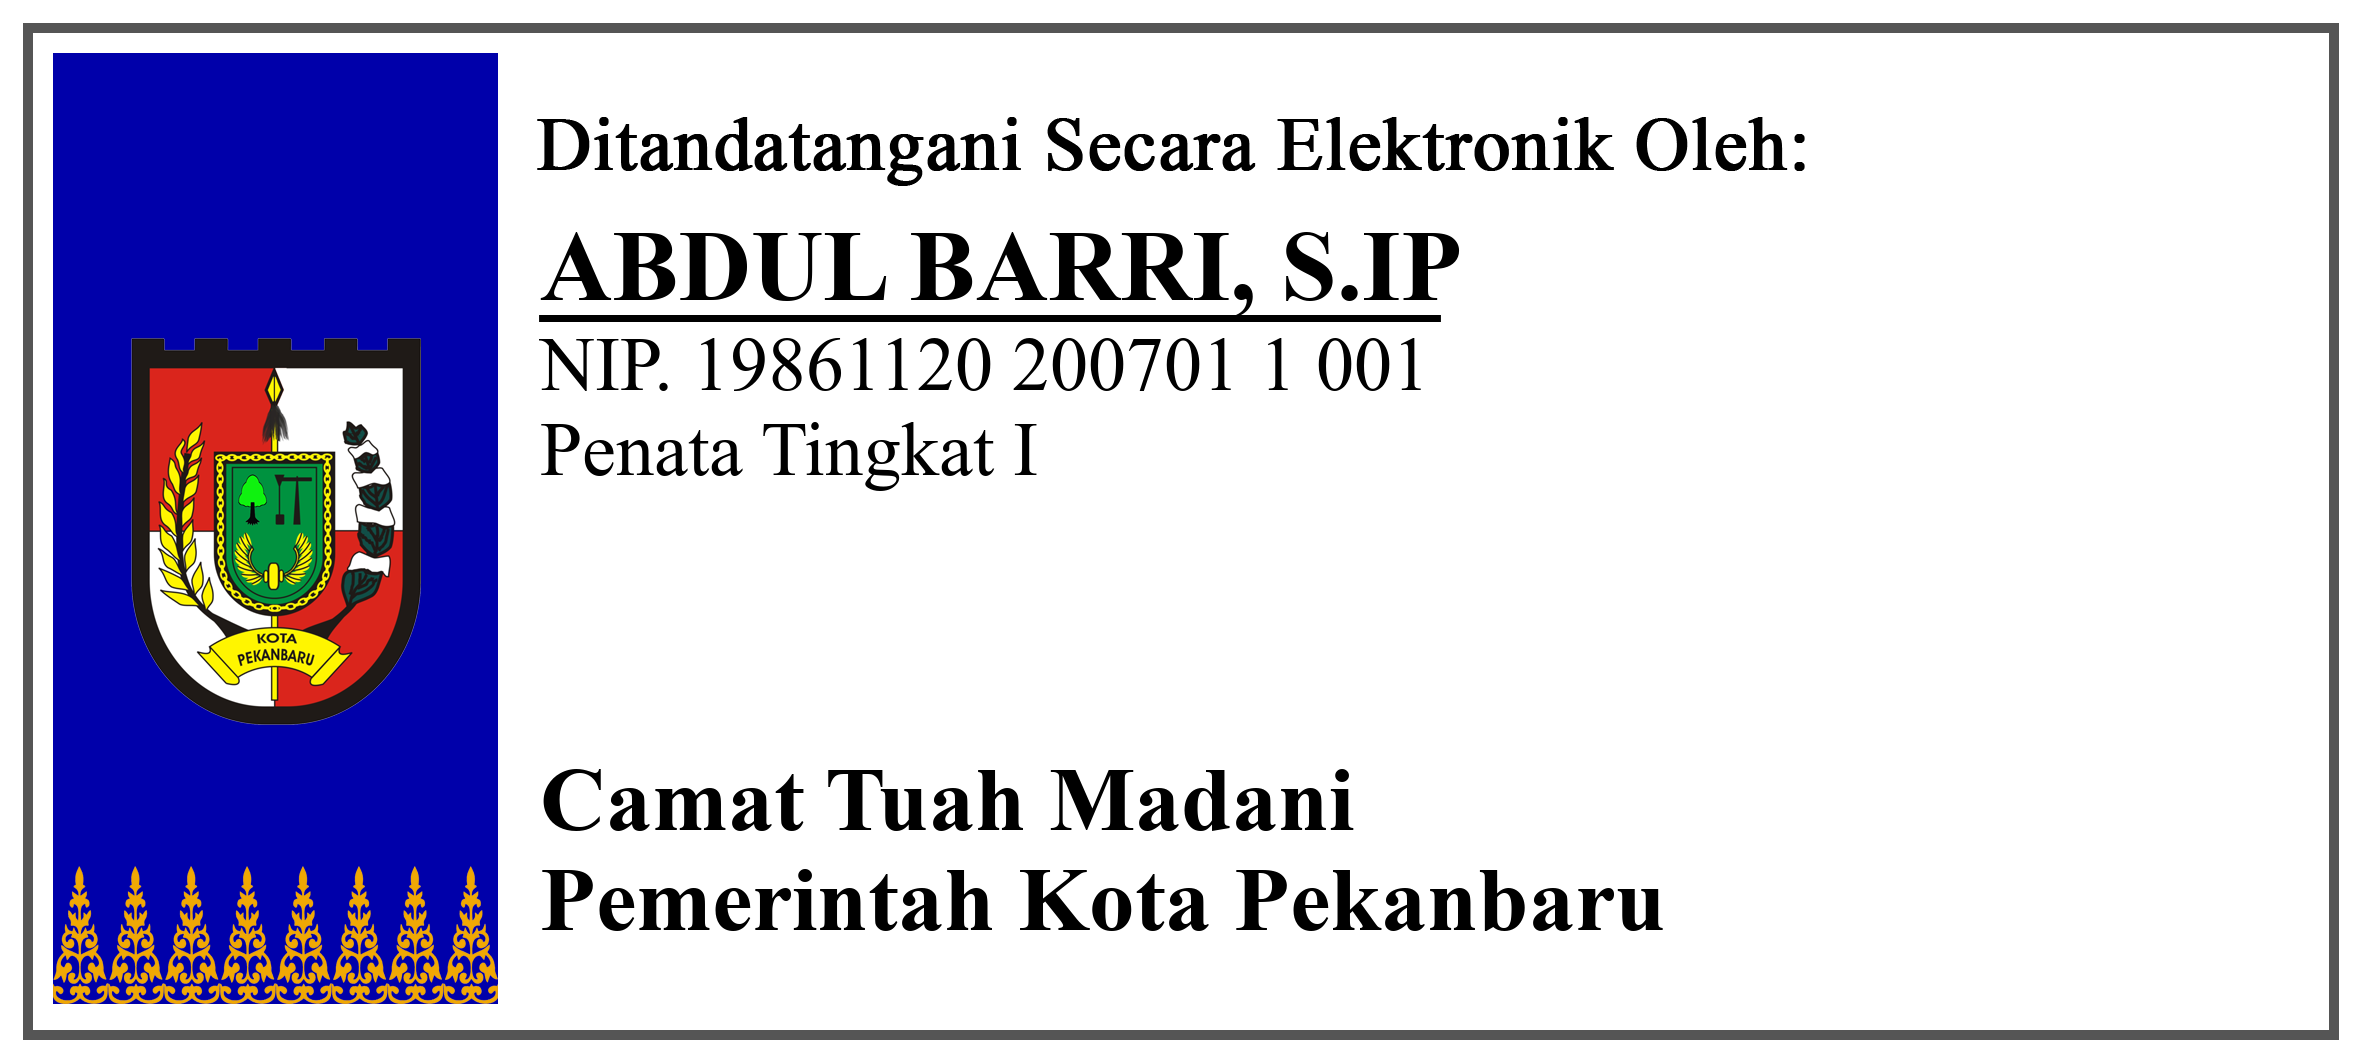 Ditandatangani Secara Elektronik Oleh:
ABDUL BARRI, S.IP
NIP. 19861120 200701 1 001
Penata Tingkat I
KOTA
PEKANBARU
Camat Tuah Madani
Pemerintah Kota Pekanbaru